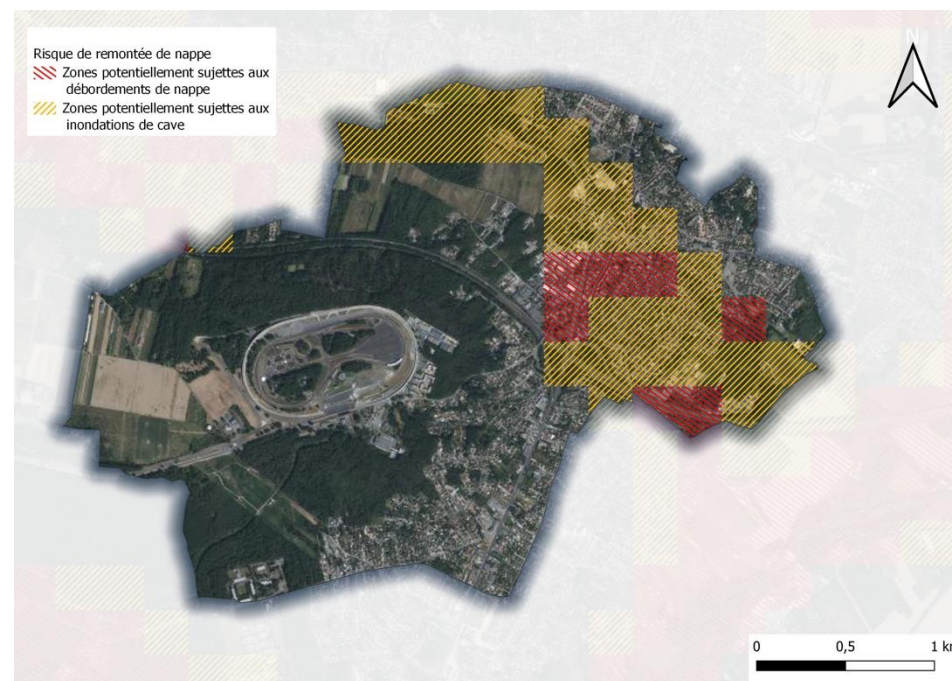 Risque de remontée de nappe
Zones potentiellement sujettes aux
débordements de nappe
Zones potentiellement sujettes aux
inondations de cave
N
0 0,5 1 km